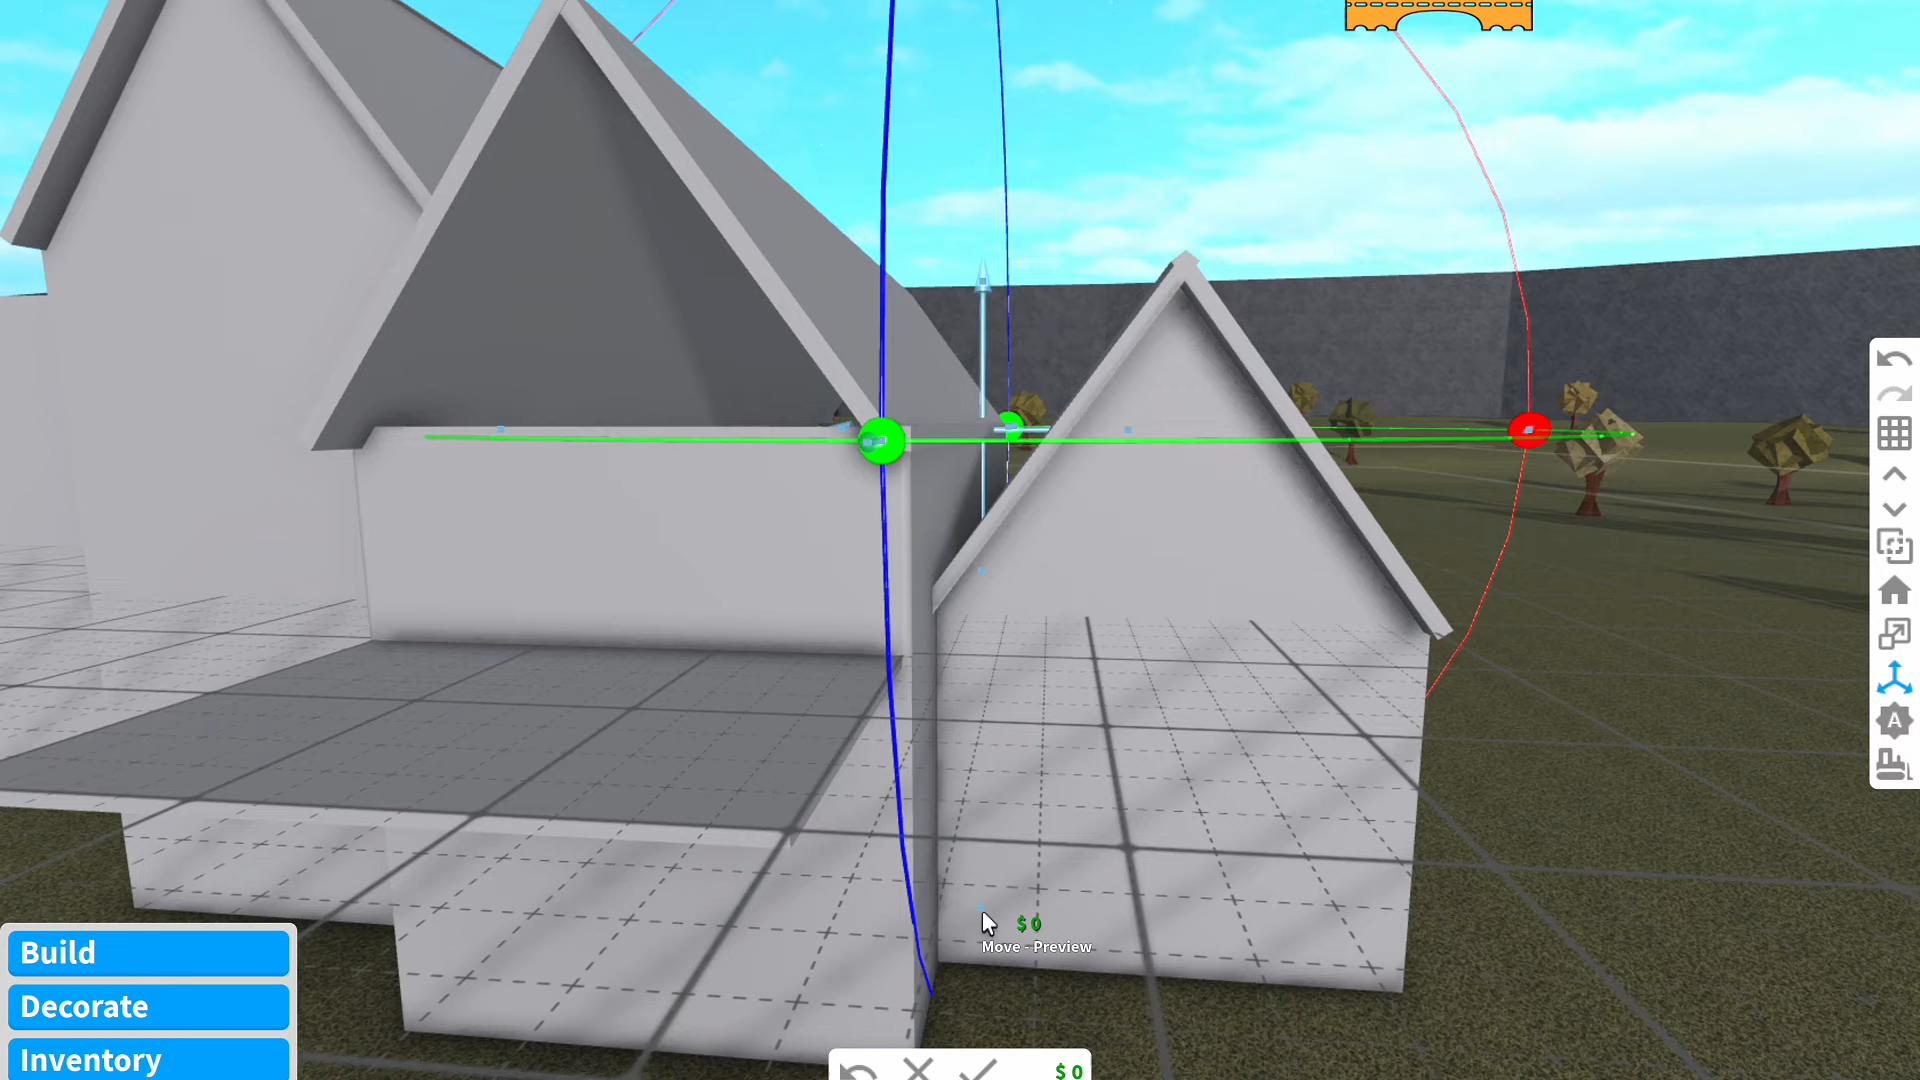 Build
Decorate
Inventory
$ 0
Move - Preview
$ 0
A